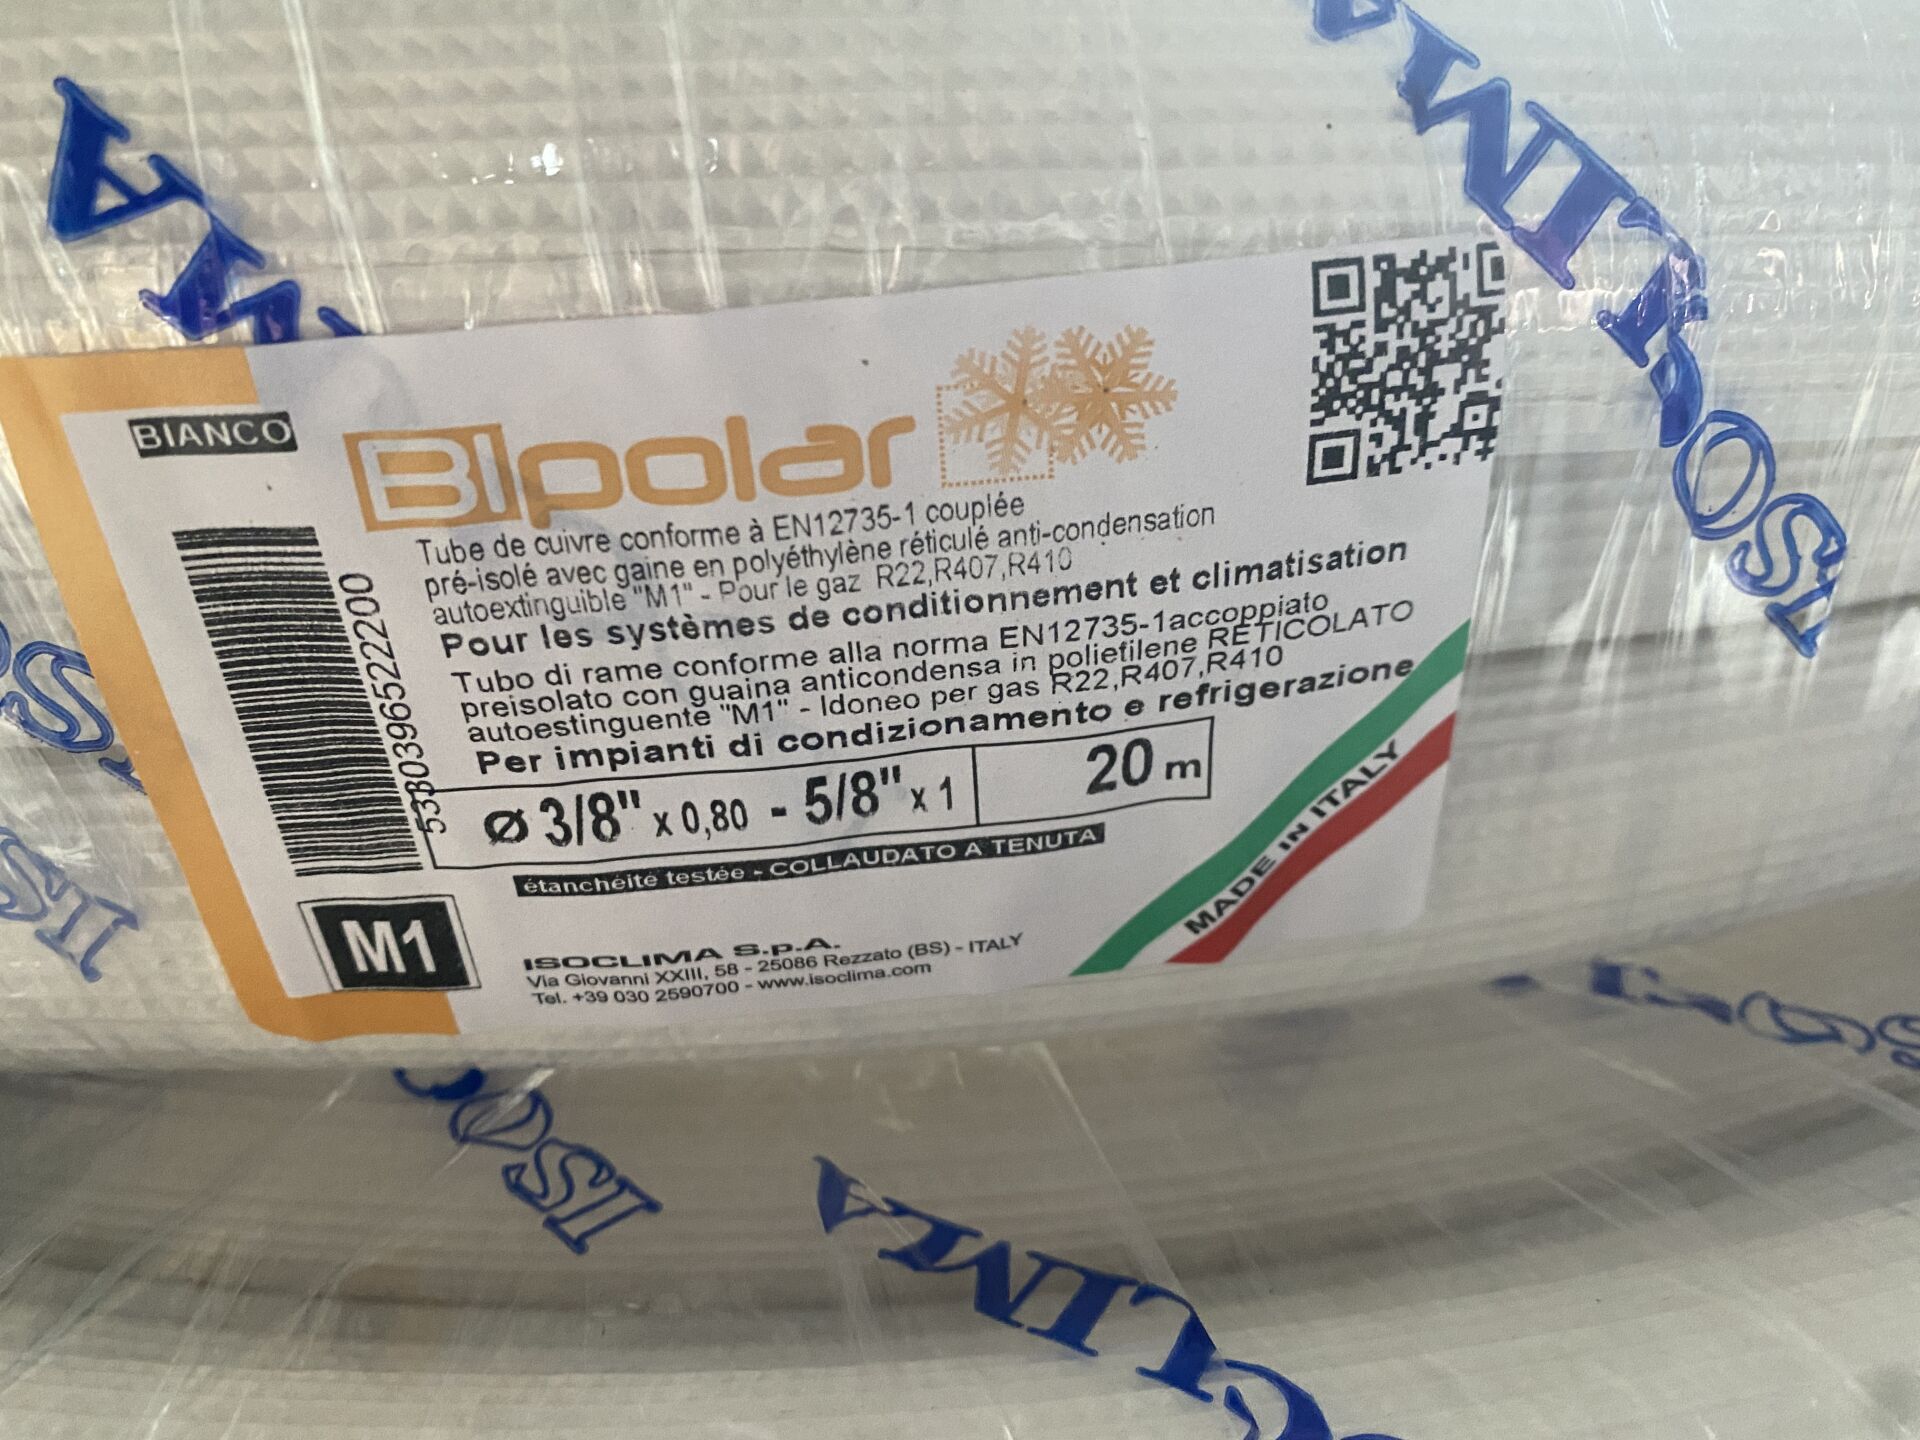 BIANCO
BIpolar
Tube de cuivre conforme à EN12735-1 couplée
pré-isolé avec gaine en polyéthylène réticulé anti-condensation
autoextinguible "M1" - Pour le gaz R22,R407,R410
Pour les systèmes de conditionnement et climatisation
Tubo di rame conforme alla norma EN12735-1accoppiato
preisolato con guaina anticondensa in polietilene RETICOLATO
autoestinguente "M1" - Idoneo per gas R22,R407,R410
Per impianti di condizionamento e refrigerazione
ø 3/8" x 0,80 - 5/8" x 1
20 m
étanchéité testée - COLLAUDATO A TENUTA
M1
ISOCLIMA S.P.A.
Via Giovanni XXIII, 58 - 25086 Rezzato (BS) - ITALY
Tel. +39 030 2590700 - www.isoclima.com
MADE IN ITALY